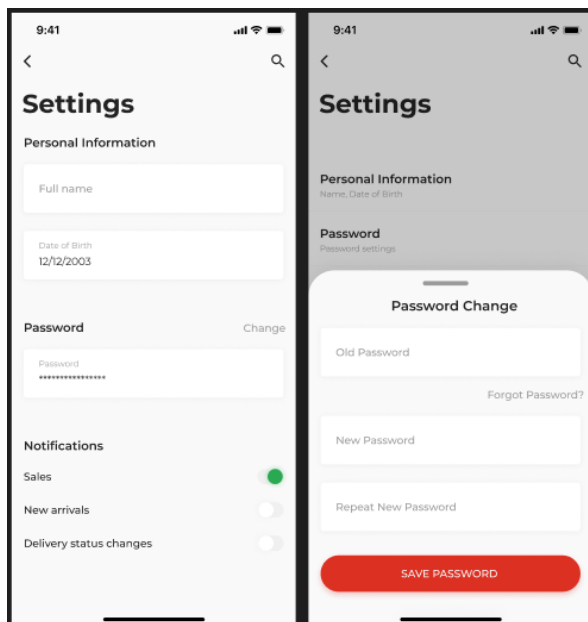 9:41
Settings
Personal Information
Full name
Date of Birth
12/12/2003
Password
Change
Password
****************
Notifications
Sales
New arrivals
Delivery status changes
9:41
Settings
Personal Information
Name, Date of Birth
Password
Password settings
Password Change
Old Password
Forgot Password?
New Password
Repeat New Password
SAVE PASSWORD